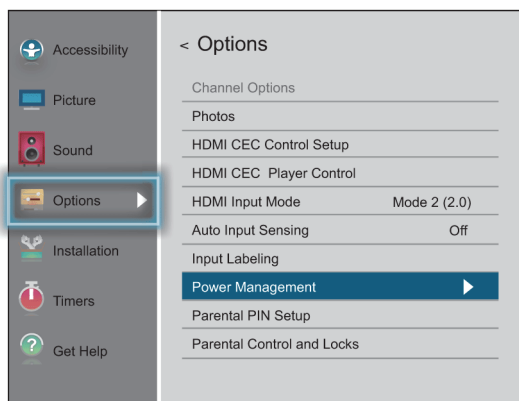 Accessibility
Picture
Sound
Options
Installation
Timers
Get Help
< Options
Channel Options
Photos
HDMI CEC Control Setup
HDMI CEC  Player Control
HDMI Input Mode Mode 2 (2.0)
Auto Input Sensing Off
Input Labeling
Power Management
Parental PIN Setup
Parental Control and Locks